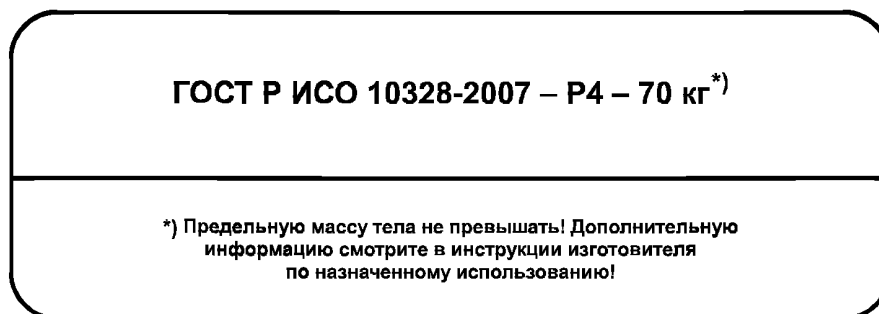 ГОСТ Р ИСО 10328-2007 – Р4 – 70 кг*)
*) Предельную массу тела не превышать! Дополнительную
информацию смотрите в инструкции изготовителя
по назначенному использованию!